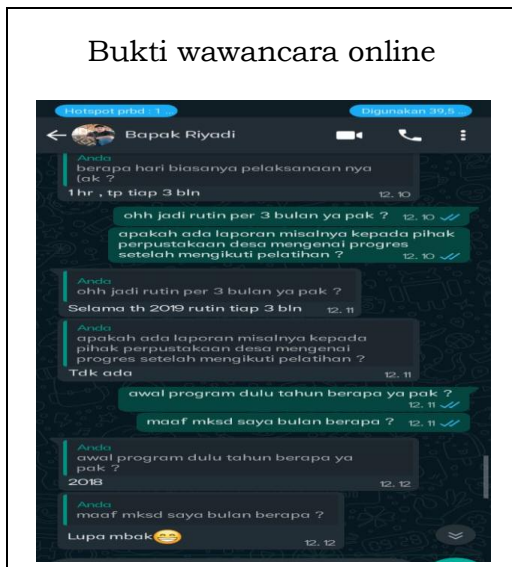 Bukti wawancara online
Hotspot prbd : 1 ...
Digunakan 39,5 ...
Bapak Riyadi
Anda
berapa hari biasanya pelaksanaan nya
(ak ?
1 hr , tp tiap 3 bln
12. 10
ohh jadi rutin per 3 bulan ya pak ? 12. 10
apakah ada laporan misalnya kepada pihak
perpustakaan desa mengenai progres
setelah mengikuti pelatihan ? 12. 10
Anda
ohh jadi rutin per 3 bulan ya pak ?
Selama th 2019 rutin tiap 3 bln 12. 11
Anda
apakah ada laporan misalnya kepada
pihak perpustakaan desa mengenai
progres setelah mengikuti pelatihan ?
Tdk ada 12. 11
awal program dulu tahun berapa ya pak ?
12. 11
maaf mksd saya bulan berapa ? 12. 11
Anda
awal program dulu tahun berapa ya
pak ?
2018 12. 12
Anda
maaf mksd saya bulan berapa ?
Lupa mbak😁 12. 12